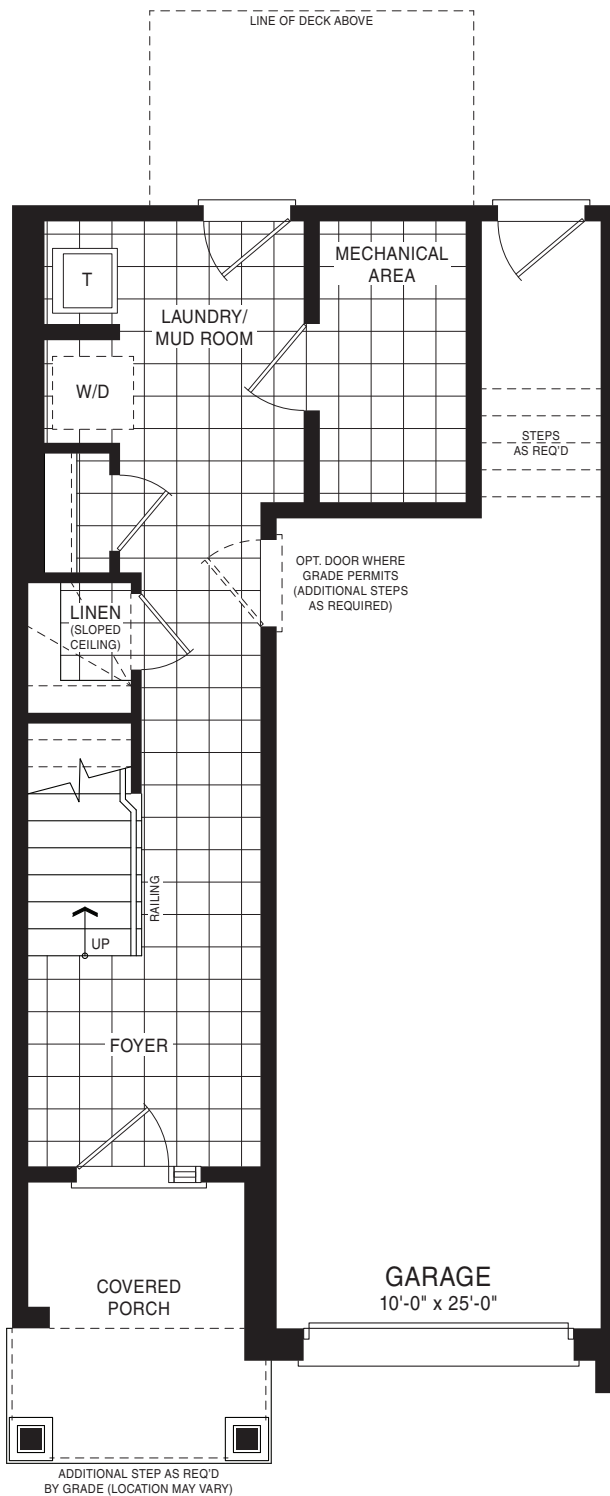 LINE OF DECK ABOVE
MECHANICAL
AREA
T
LAUNDRY/
MUD ROOM
W/D
STEPS
AS REQ'D
OPT. DOOR WHERE
GRADE PERMITS
(ADDITIONAL STEPS
AS REQUIRED)
LINEN
(SLOPED
CEILING)
RAILING
UP
FOYER
COVERED
PORCH
GARAGE
10'-0" x 25'-0"
ADDITIONAL STEP AS REQ'D
BY GRADE (LOCATION MAY VARY)